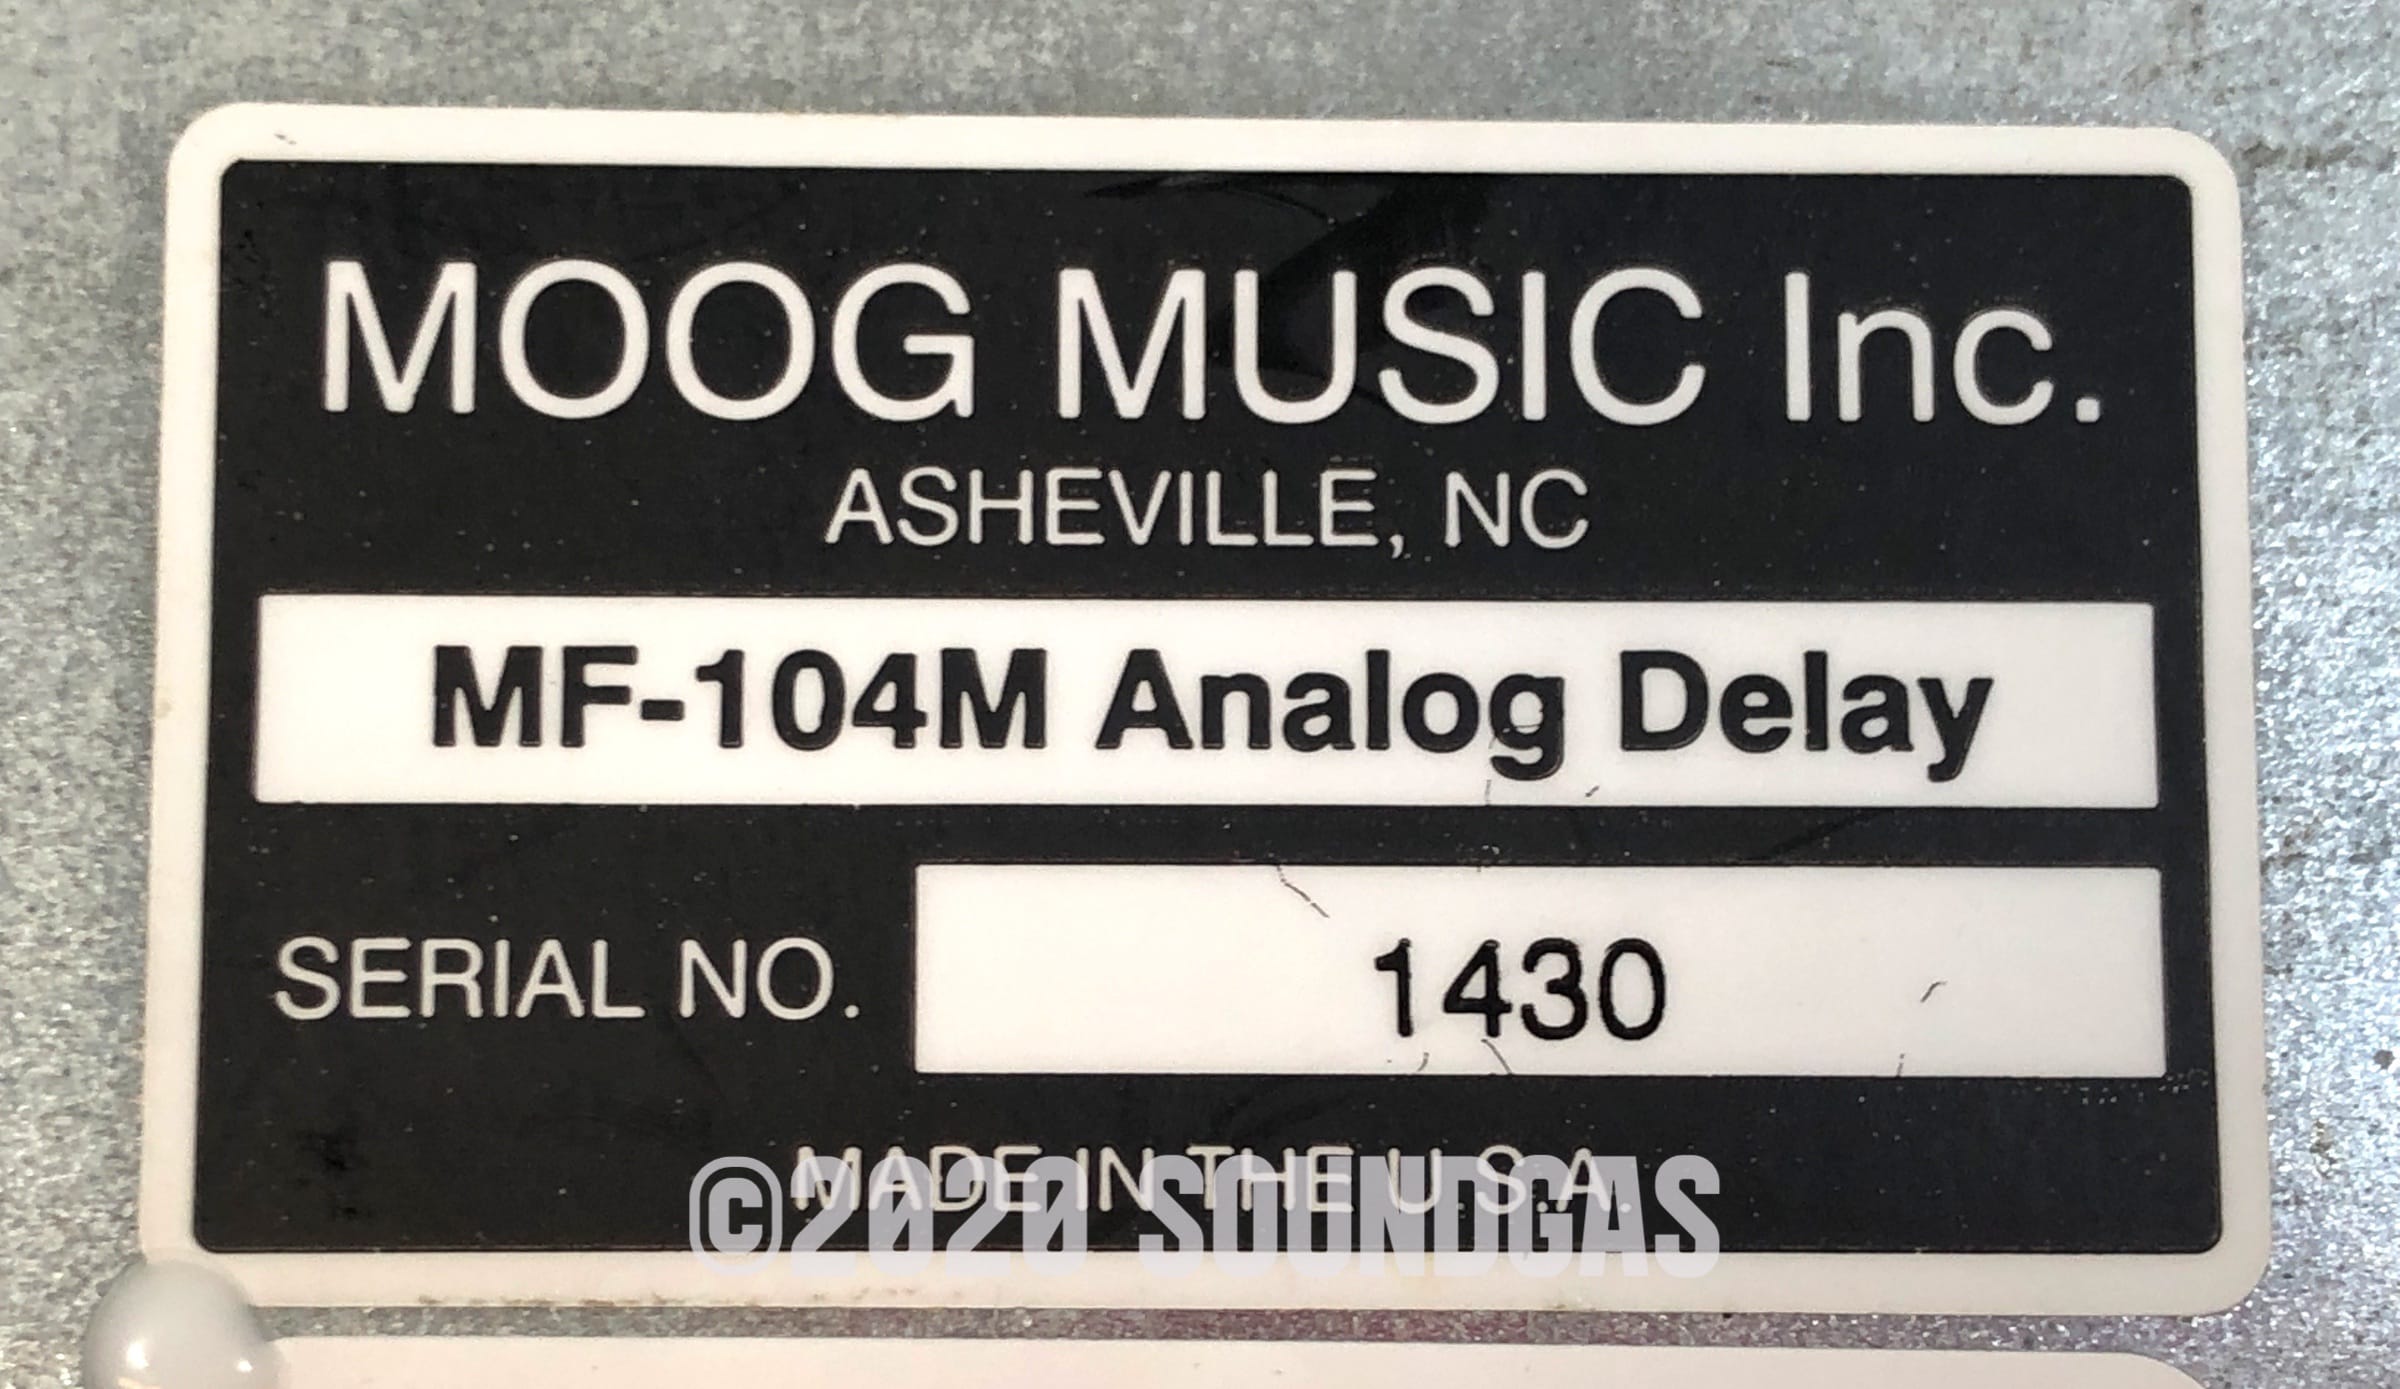 MOOG MUSIC Inc.
ASHEVILLE, NC
MF-104M Analog Delay
SERIAL NO. 1430
MADE IN THE U.S.A.
©2020 SOUNDGAS